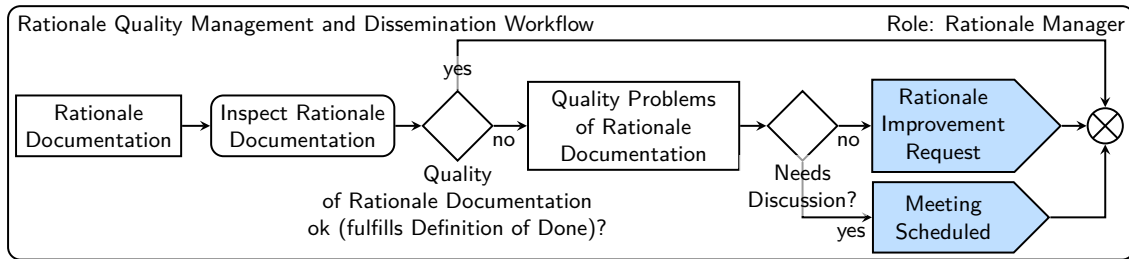 Rationale Quality Management and Dissemination Workflow
Role: Rationale Manager
yes
Rationale
Documentation
Inspect Rationale
Documentation
no
Quality
of Rationale Documentation
ok (fulfills Definition of Done)?
Quality Problems
of Rationale
Documentation
no
Needs
Discussion?
yes
Rationale
Improvement
Request
Meeting
Scheduled